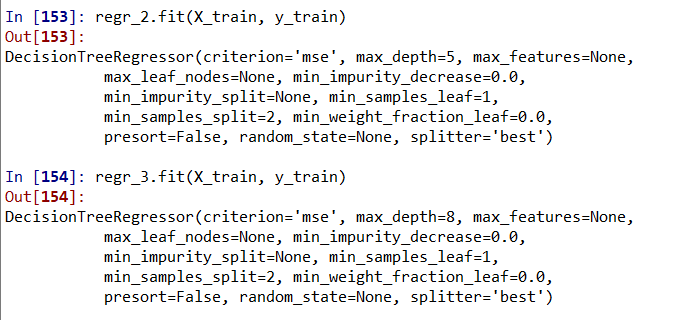 In [153]: regr_2.fit(X_train, y_train)
Out[153]:
DecisionTreeRegressor(criterion='mse', max_depth=5, max_features=None,
           max_leaf_nodes=None, min_impurity_decrease=0.0,
           min_impurity_split=None, min_samples_leaf=1,
           min_samples_split=2, min_weight_fraction_leaf=0.0,
           presort=False, random_state=None, splitter='best')

In [154]: regr_3.fit(X_train, y_train)
Out[154]:
DecisionTreeRegressor(criterion='mse', max_depth=8, max_features=None,
           max_leaf_nodes=None, min_impurity_decrease=0.0,
           min_impurity_split=None, min_samples_leaf=1,
           min_samples_split=2, min_weight_fraction_leaf=0.0,
           presort=False, random_state=None, splitter='best')